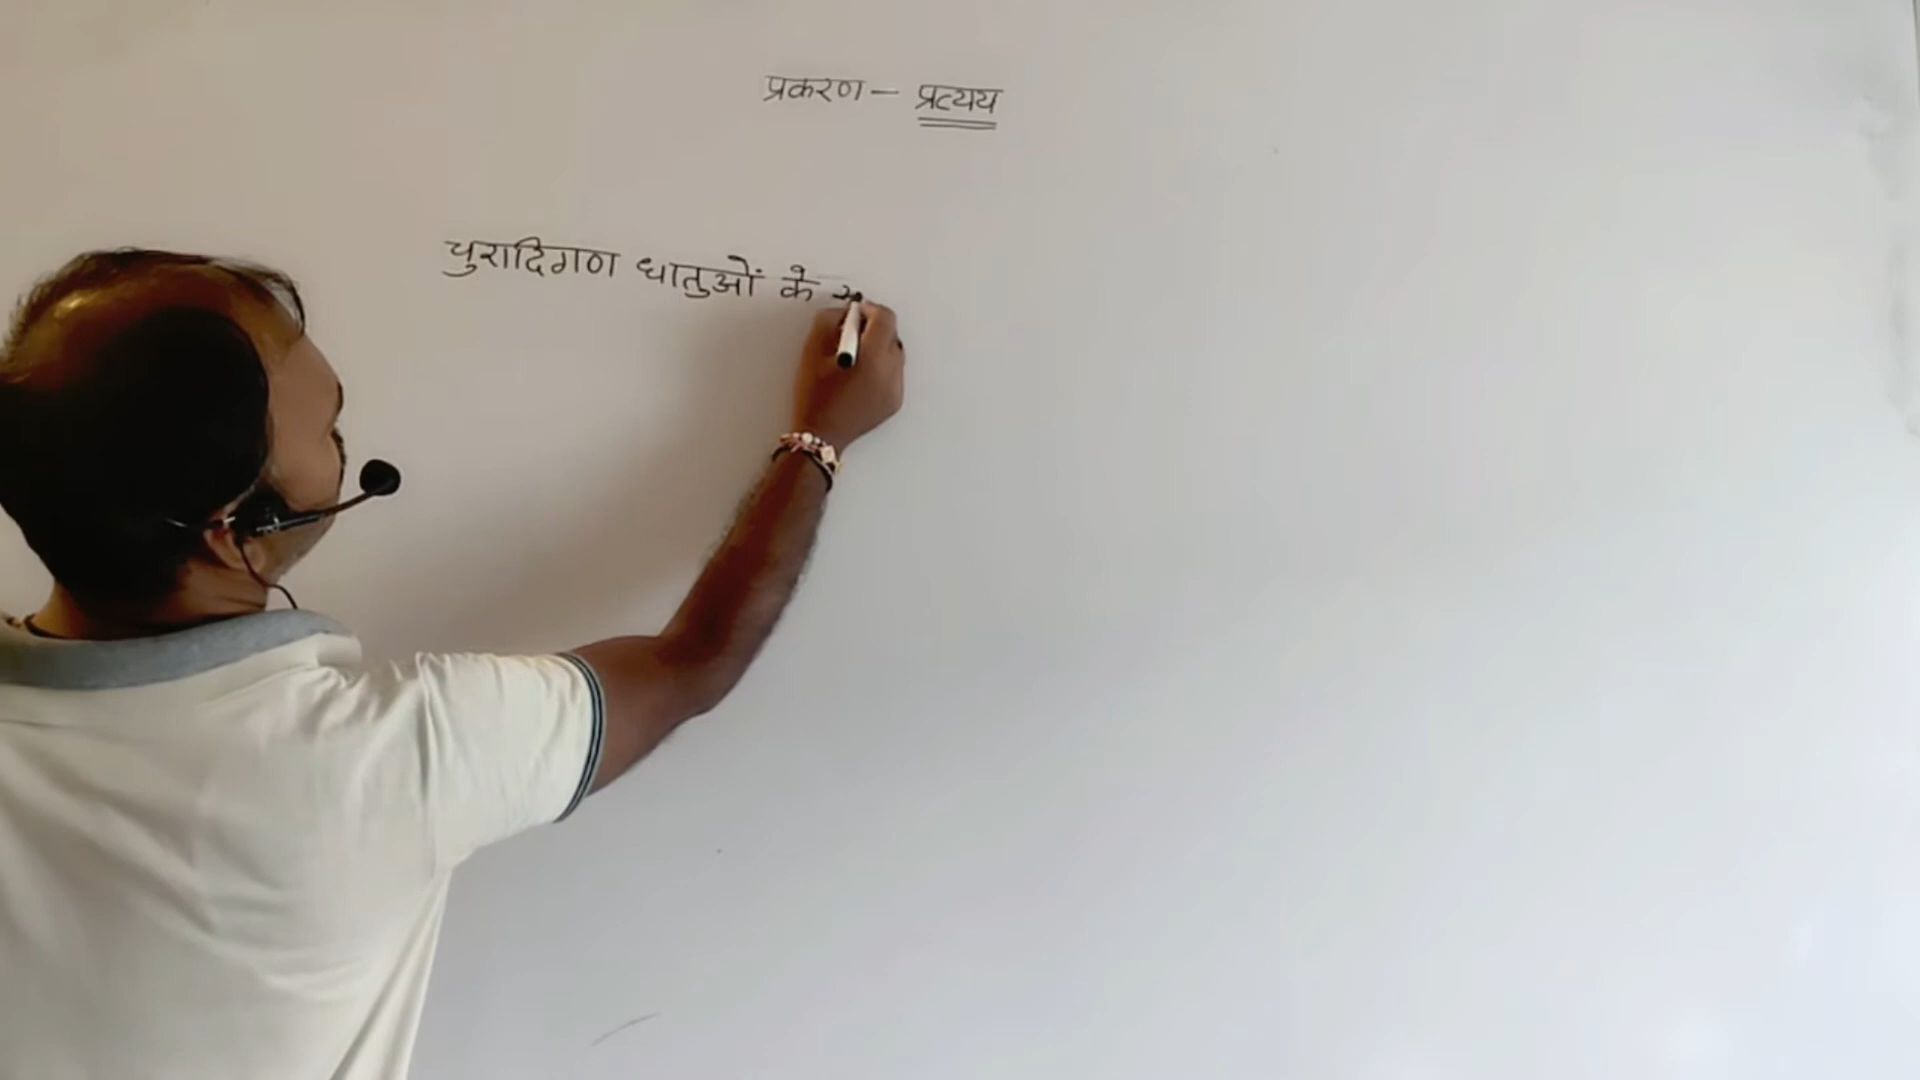 प्रकरण — प्रत्यय
चुरादिगण धातुओं के